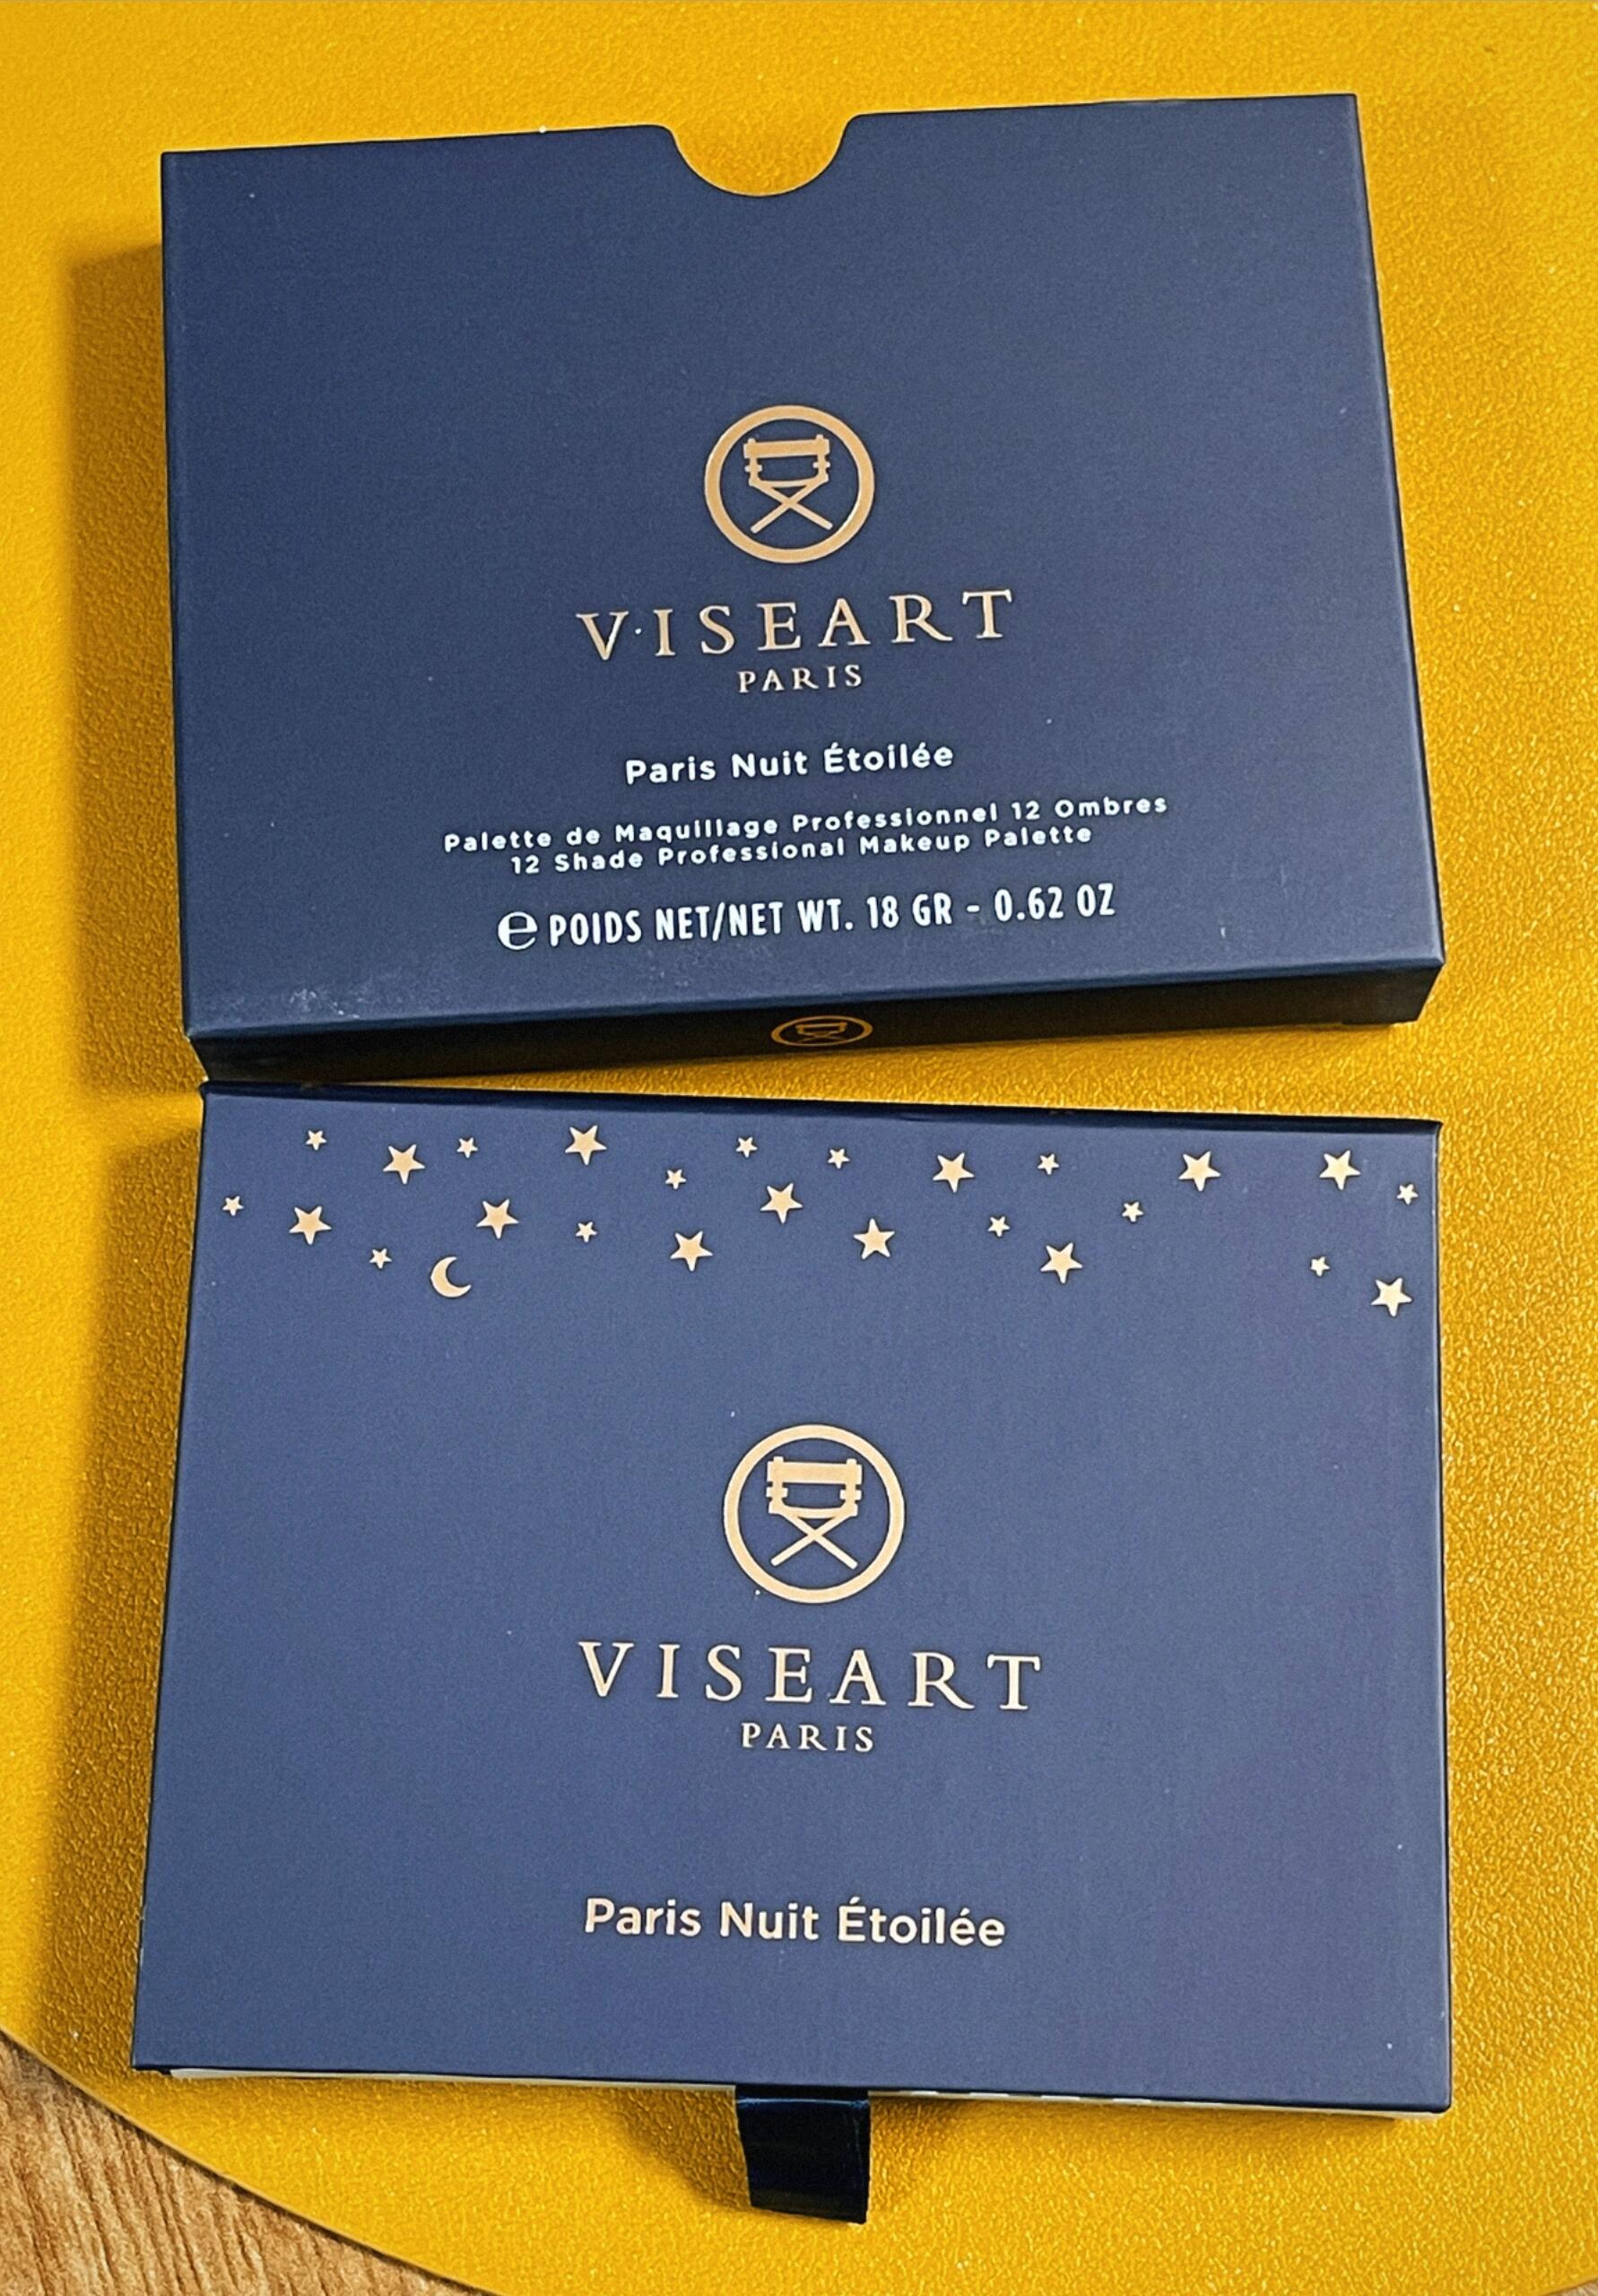 VISEART
PARIS
Paris Nuit Étoilée
Palette de Maquillage Professionnel 12 Ombres
12 Shade Professional Makeup Palette
℮ POIDS NET/NET WT. 18 GR - 0.62 OZ
VISEART
PARIS
Paris Nuit Étoilée